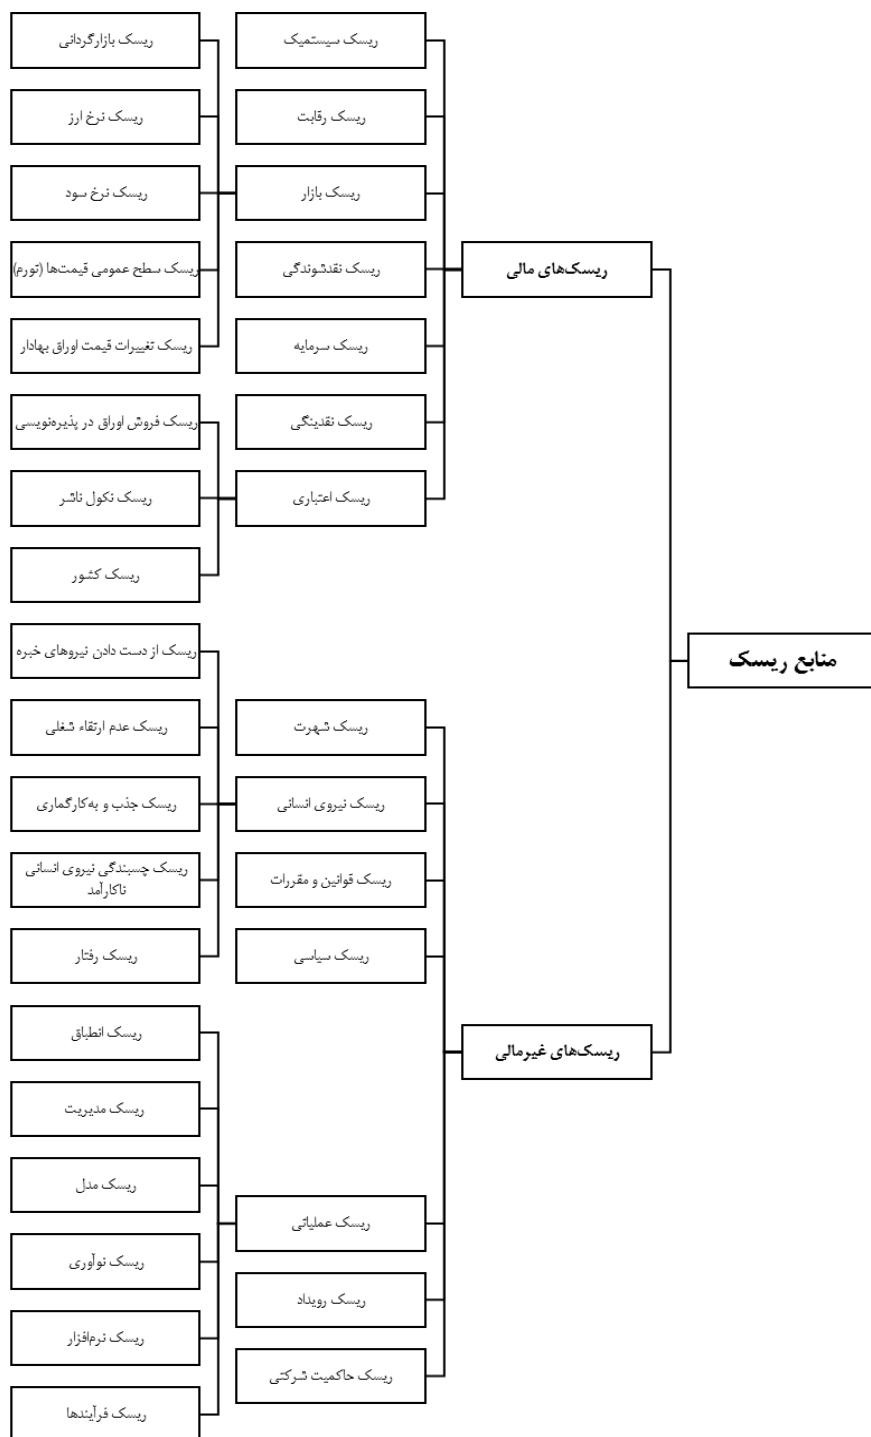 منابع ریسک
ریسک‌های مالی
ریسک سیستمیک
ریسک رقابت
ریسک بازار
ریسک بازارگردانی
ریسک نرخ ارز
ریسک نرخ سود
ریسک سطح عمومی قیمت‌ها (تورم)
ریسک تغییرات قیمت اوراق بهادار
ریسک نقدشوندگی
ریسک سرمایه
ریسک نقدینگی
ریسک اعتباری
ریسک فروش اوراق در پذیره‌نویسی
ریسک نکول ناشر
ریسک کشور
ریسک‌های غیرمالی
ریسک شهرت
ریسک نیروی انسانی
ریسک از دست دادن نیروهای خبره
ریسک عدم ارتقاء شغلی
ریسک جذب و به‌کارگماری
ریسک چسبندگی نیروی انسانی
ناکارآمد
ریسک رفتار
ریسک قوانین و مقررات
ریسک سیاسی
ریسک عملیاتی
ریسک انطباق
ریسک مدیریت
ریسک مدل
ریسک نوآوری
ریسک نرم‌افزار
ریسک فرآیندها
ریسک رویداد
ریسک حاکمیت شرکتی